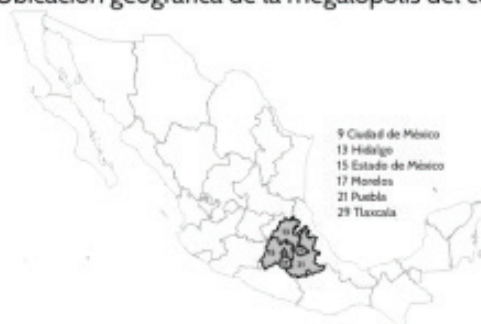 Ubicación geográfica de la megalópolis del
9 Ciudad de México
13 Hidalgo
15 Estado de México
17 Morelos
21 Puebla
29 Tlaxcala